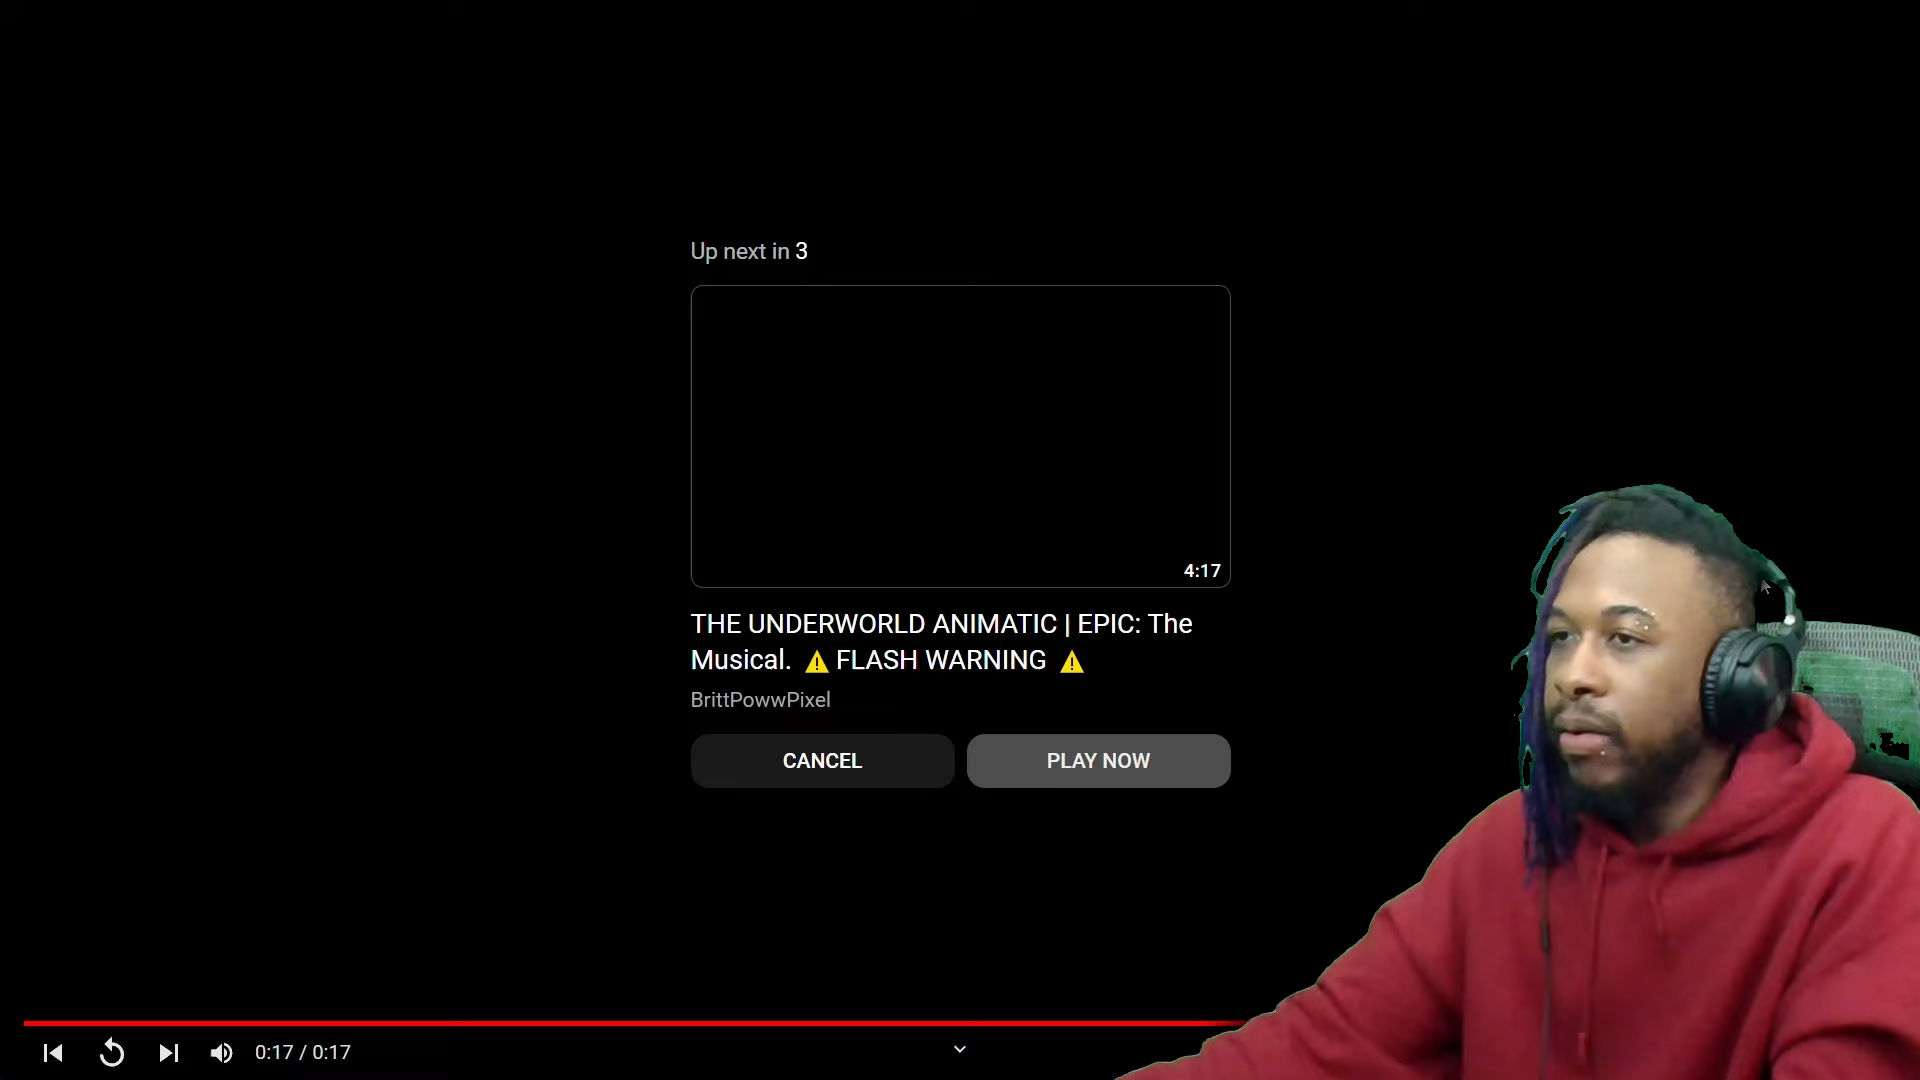 Up next in 3
4:17
THE UNDERWORLD ANIMATIC | EPIC: The
Musical. ⚠️ FLASH WARNING ⚠️
BrittPowwPixel
CANCEL
PLAY NOW
0:17 / 0:17